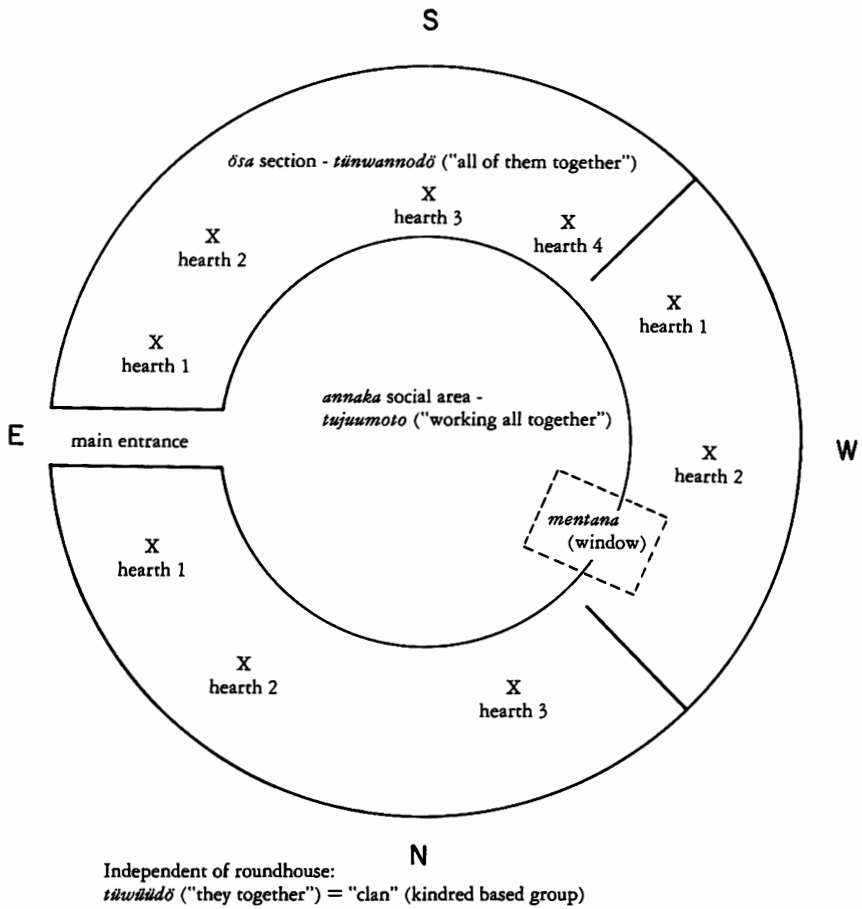 S
ösa section - tünwannodö ("all of them together")
X
hearth 3
X
hearth 4
X
hearth 2
X
hearth 1
X
hearth 1
annaka social area -
tujuumoto ("working all together")
E
main entrance
W
X
hearth 2
mentana
(window)
X
hearth 1
X
hearth 2
X
hearth 3
N
Independent of roundhouse:
tüwüüdö ("they together") = "clan" (kindred based group)